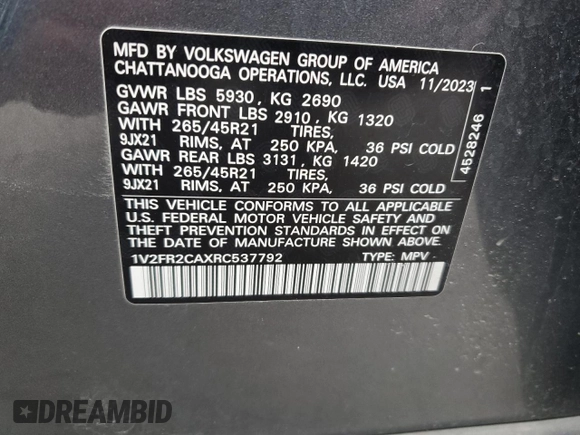 MFD BY VOLKSWAGEN GROUP OF AMERICA
CHATTANOOGA OPERATIONS, LLC. USA 11/2023
GVWR LBS 5930, KG 2690
GAWR FRONT LBS 2910, KG 1320
WITH 265/45R21 TIRES,
9JX21 RIMS, AT 250 KPA, 36 PSI COLD
GAWR REAR LBS 3131, KG 1420
WITH 265/45R21 TIRES,
9JX21 RIMS, AT 250 KPA, 36 PSI COLD
THIS VEHICLE CONFORMS TO ALL APPLICABLE
U.S. FEDERAL MOTOR VEHICLE SAFETY AND
THEFT PREVENTION STANDARDS IN EFFECT
ON THE DATE OF MANUFACTURE SHOWN ABOVE.
1V2FR2CAXRC537792 TYPE: MPV
4528246 1
DREAMBID